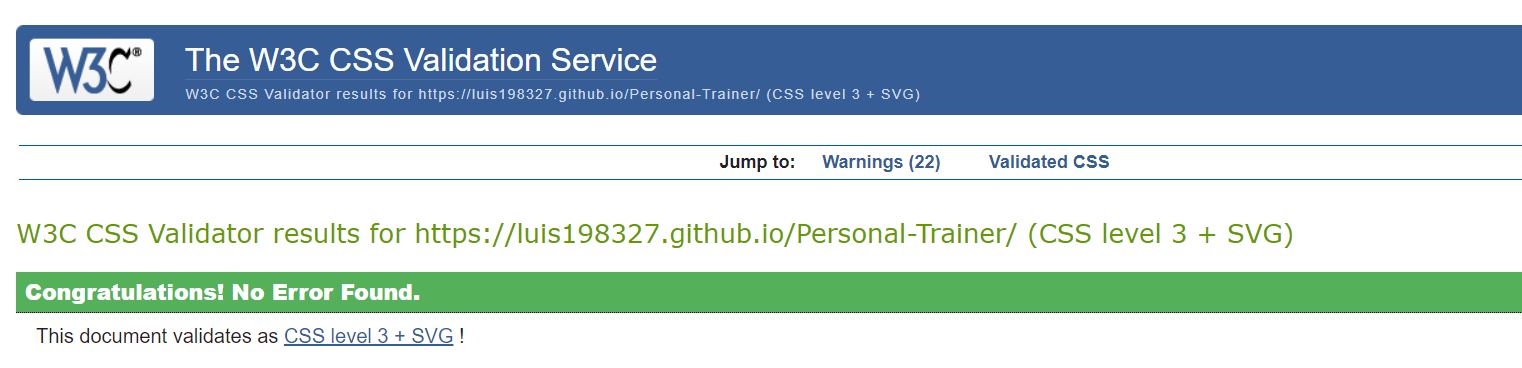 W3C®
The W3C CSS Validation Service
W3C CSS Validator results for https://luis198327.github.io/Personal-Trainer/ (CSS level 3 + SVG)
Jump to: Warnings (22) Validated CSS
W3C CSS Validator results for https://luis198327.github.io/Personal-Trainer/ (CSS level 3 + SVG)
Congratulations! No Error Found.
This document validates as CSS level 3 + SVG !